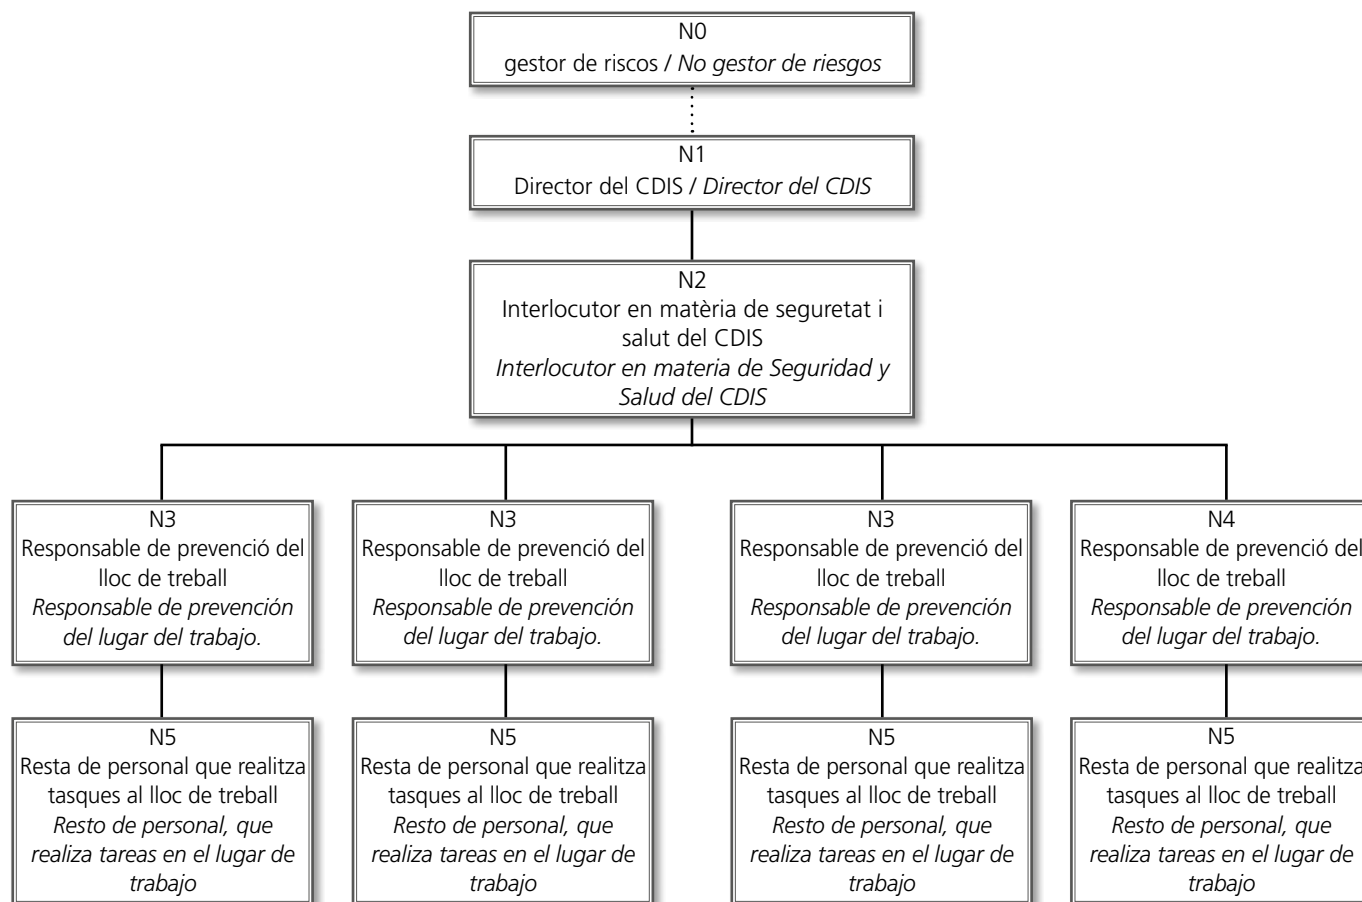 N0
gestor de riscos / No gestor de riesgos
N1
Director del CDIS / Director del CDIS
N2
Interlocutor en matèria de seguretat i
salut del CDIS
Interlocutor en materia de Seguridad y
Salud del CDIS
N3
Responsable de prevenció del
lloc de treball
Responsable de prevención
del lugar del trabajo.
N3
Responsable de prevenció del
lloc de treball
Responsable de prevención
del lugar del trabajo.
N3
Responsable de prevenció del
lloc de treball
Responsable de prevención
del lugar del trabajo.
N4
Responsable de prevenció del
lloc de treball
Responsable de prevención
del lugar del trabajo.
N5
Resta de personal que realitza
tasques al lloc de treball
Resto de personal, que
realiza tareas en el lugar de
trabajo
N5
Resta de personal que realitza
tasques al lloc de treball
Resto de personal, que
realiza tareas en el lugar de
trabajo
N5
Resta de personal que realitza
tasques al lloc de treball
Resto de personal, que
realiza tareas en el lugar de
trabajo
N5
Resta de personal que realitza
tasques al lloc de treball
Resto de personal, que
realiza tareas en el lugar de
trabajo